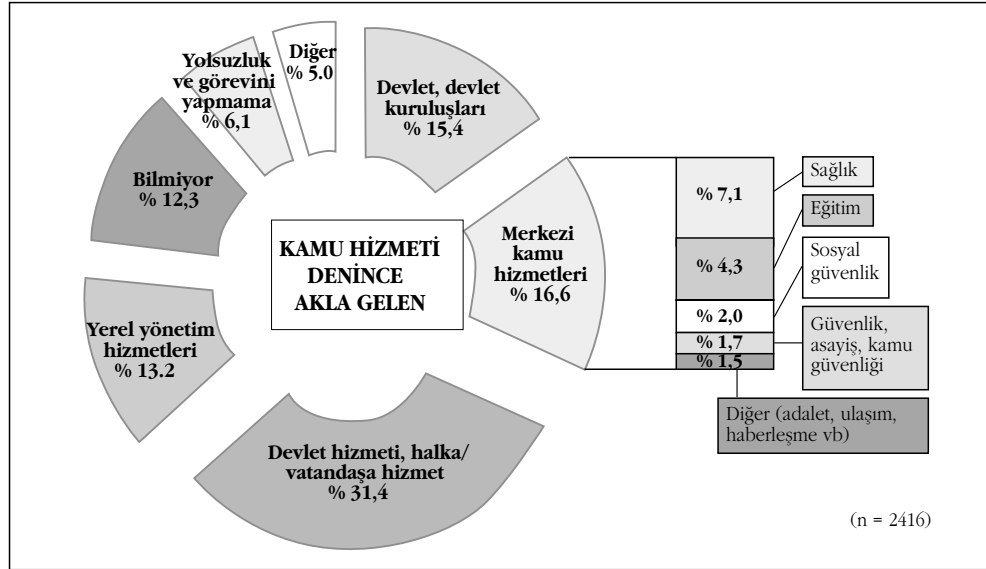 KAMU HİZMETİ
DENİNCE
AKLA GELEN
Diğer
% 5.0
Devlet, devlet
kuruluşları
% 15,4
Merkezi
kamu
hizmetleri
% 16,6
Devlet hizmeti, halka/
vatandaşa hizmet
% 31,4
Yerel yönetim
hizmetleri
% 13.2
Bilmiyor
% 12,3
Yolsuzluk
ve görevini
yapmama
% 6,1
% 7,1
% 4,3
% 2,0
% 1,7
% 1,5
Sağlık
Eğitim
Sosyal
güvenlik
Güvenlik,
asayiş, kamu
güvenliği
Diğer (adalet, ulaşım,
haberleşme vb)
(n = 2416)